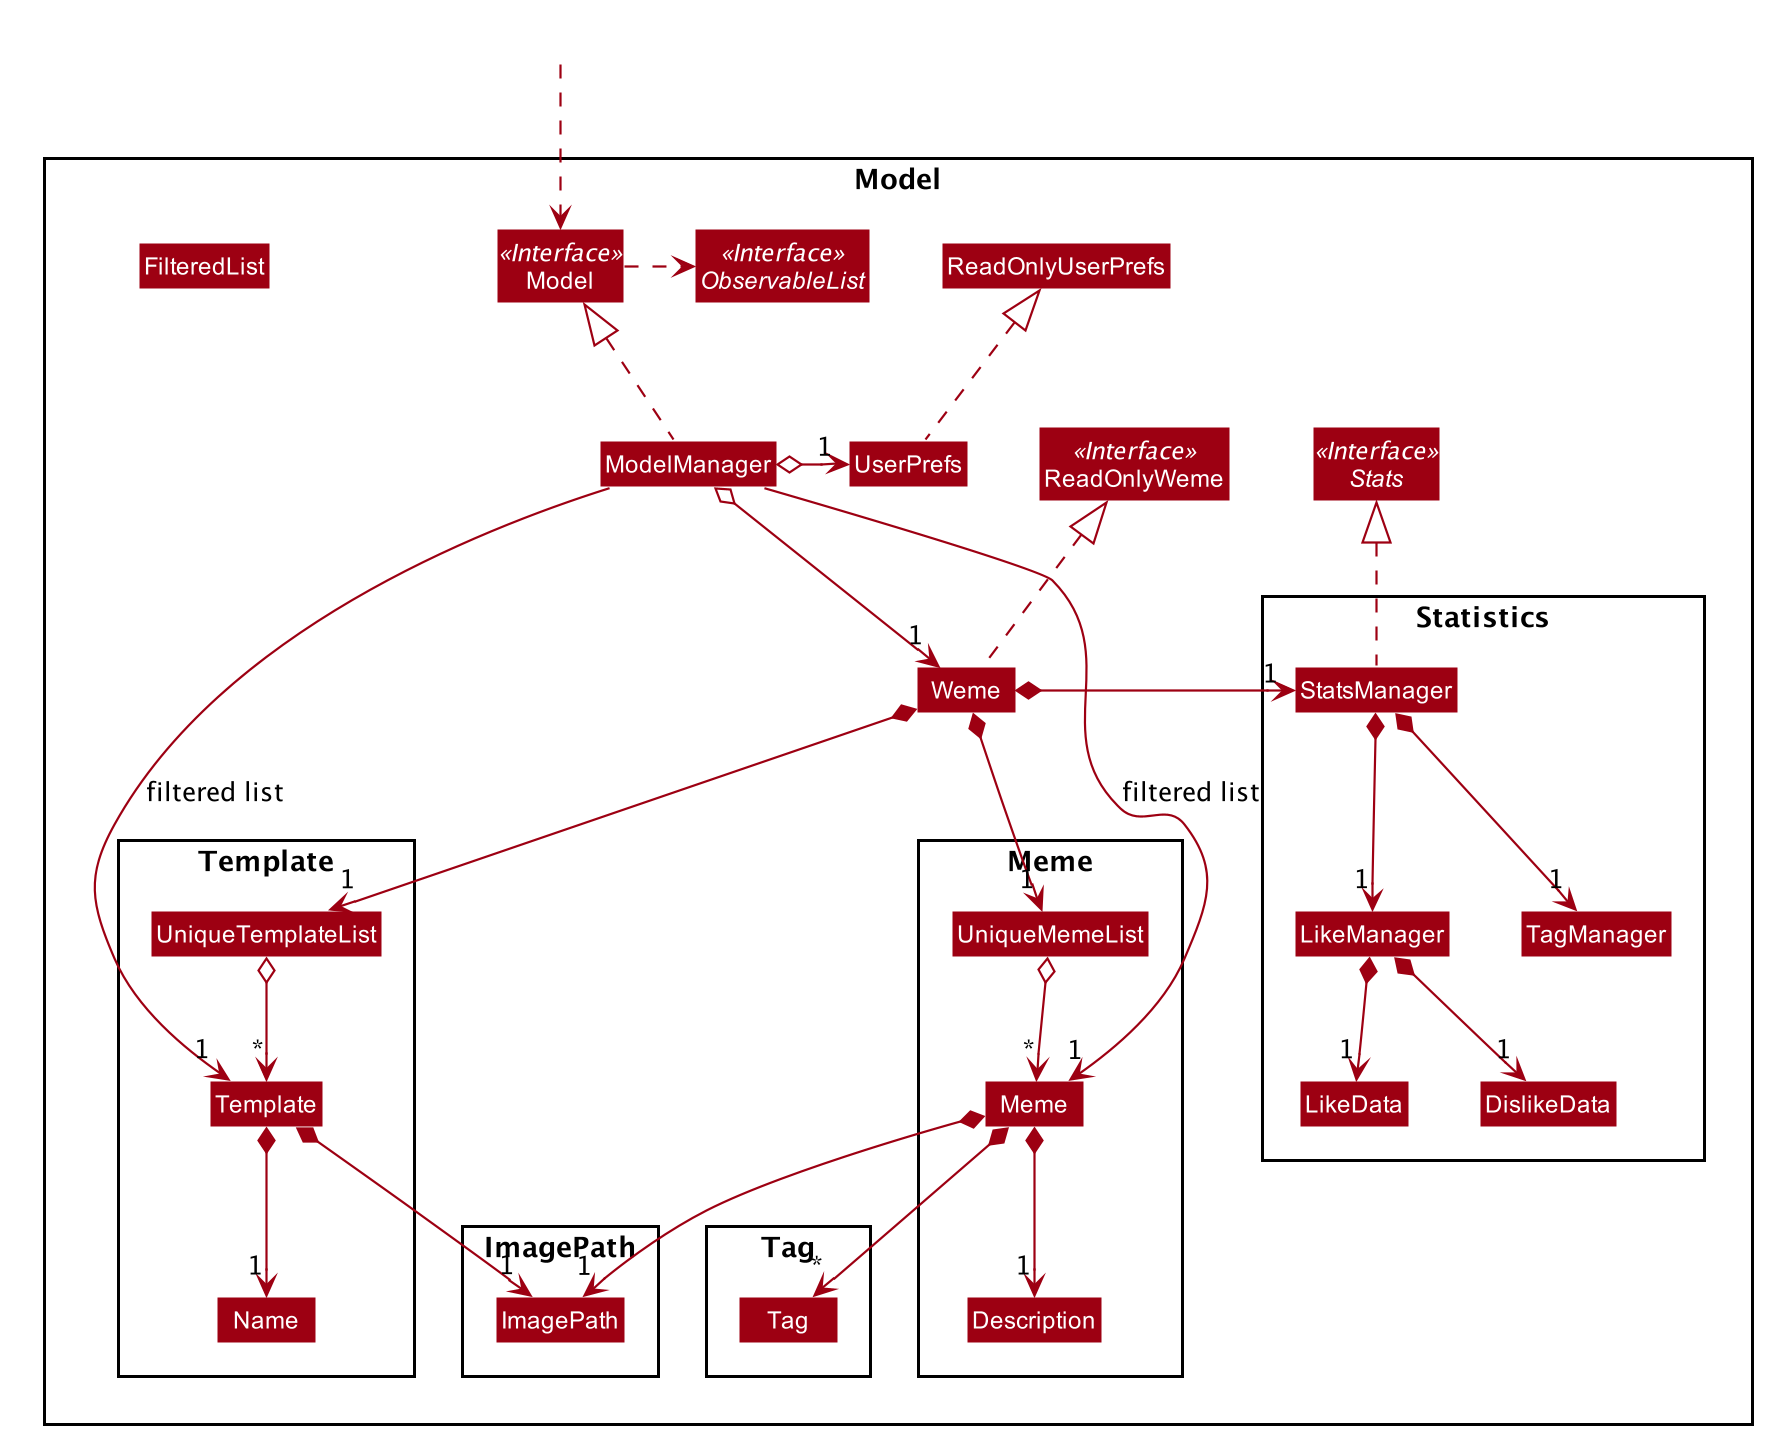 Model
FilteredList
«Interface»
Model
«Interface»
ObservableList
ReadOnlyUserPrefs
ModelManager
1
UserPrefs
«Interface»
ReadOnlyWeme
«Interface»
Stats
Statistics
1
Weme
1
StatsManager
filtered list
filtered list
Template
Meme
1
1
1
1
UniqueTemplateList
UniqueMemeList
LikeManager
TagManager
1
*
*
1
1
1
Template
Meme
LikeData
DislikeData
ImagePath
Tag
1
1
1
*
1
Name
ImagePath
Tag
Description